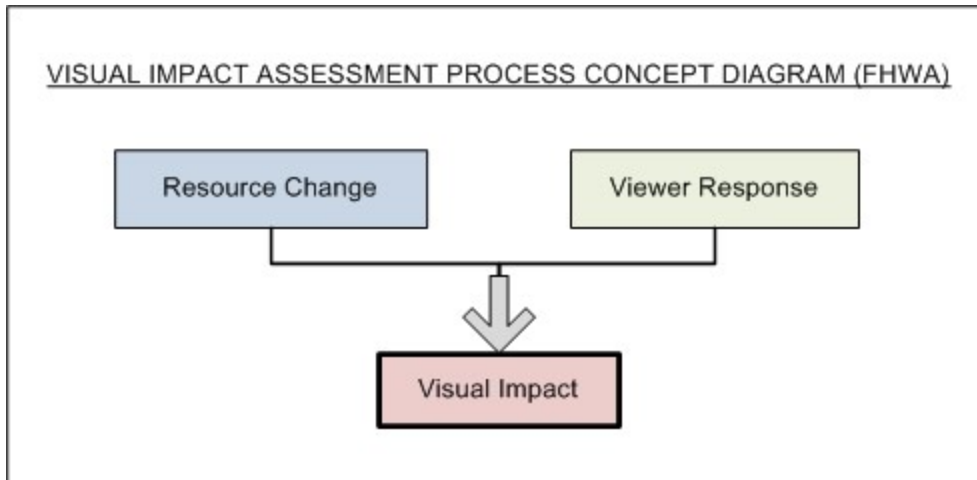 VISUAL IMPACT ASSESSMENT PROCESS CONCEPT DIAGRAM (FHWA)
Resource Change
Viewer Response
Visual Impact